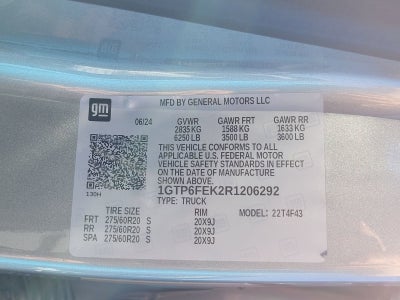 gm
MFD BY GENERAL MOTORS LLC
06/24 GVWR GAWR FRT GAWR RR
2835 KG 1588 KG 1633 KG
6250 LB 3500 LB 3600 LB
THIS VEHICLE CONFORMS TO ALL
APPLICABLE U.S. FEDERAL MOTOR
VEHICLE SAFETY STANDARDS IN EFFECT
ON THE DATE OF MANUFACTURE
130H
1GTP6FEK2R1206292
TYPE: TRUCK
TIRE SIZE RIM MODEL: 22T4F43
FRT 275/60R20 S 20X9J
RR 275/60R20 S 20X9J
SPA 275/60R20 S 20X9J